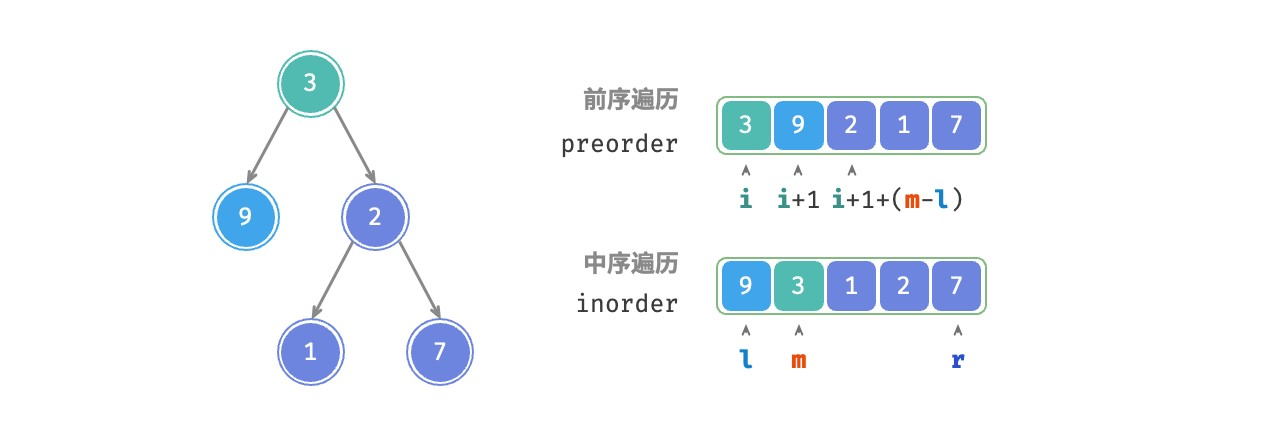 3
9
2
1
7
前序遍历
preorder
3 9 2 1 7
i i+1 i+1+(m-l)
中序遍历
inorder
9 3 1 2 7
l m r